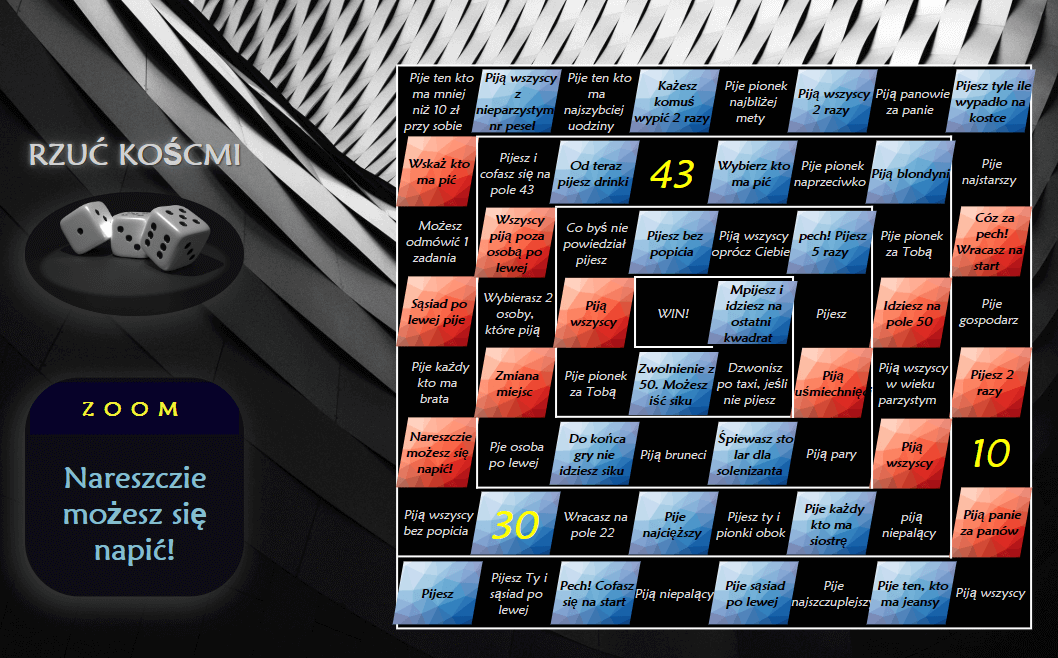 RZUĆ KOŚCMI
ZOOM
Nareszczie
możesz się
napić!
Pije ten kto
ma mniej
niż 10 zł
przy sobie
Piją wszyscy
z
nieparzystym
nr pesel
Pije ten kto
ma
najszybciej
uodziny
Każesz
komuś
wypić 2 razy
Pije pionek
najbliżej
mety
Piją wszyscy
2 razy
Piją panowie
za panie
Pijesz tyle ile
wypadło na
kostce
Wskaż kto
ma pić
Pijesz i
cofasz się na
pole 43
Od teraz
pijesz drinki
43
Wybierz kto
ma pić
Pije pionek
naprzeciwko
Piją blondyni
Pije
najstarszy
Możesz
odmówić 1
zadania
Wszyscy
piją poza
osobą po
lewej
Co byś nie
powiedział
pijesz
Pijesz bez
popicia
Piją wszyscy
oprócz Ciebie
pech! Pijesz
5 razy
Pije pionek
za Tobą
Cóz za
pech!
Wracasz na
start
Sąsiad po
lewej pije
Wybierasz 2
osoby,
które piją
Piją
wszyscy
WIN!
Mpijesz i
idziesz na
ostatni
kwadrat
Pijesz
Idziesz na
pole 50
Pije
gospodarz
Pije każdy
kto ma
brata
Zmiana
miejsc
Pije pionek
za Tobą
Zwolnienie z
50. Możesz
iść siku
Dzwonisz
po taxi, jeśli
nie pijesz
Piją
uśmiechnięc
Piją wszyscy
w wieku
parzystym
Pijesz 2
razy
Nareszczie
możesz się
napić!
Pje osoba
po lewej
Do końca
gry nie
idziesz siku
Piją bruneci
Śpiewasz sto
lar dla
solenizanta
Piją pary
Piją
wszyscy
10
Piją wszyscy
bez popicia
30
Wracasz na
pole 22
Pije
najcięższy
Pijesz ty i
pionki obok
Pije każdy
kto ma
siostrę
piją
niepalący
Piją panie
za panów
Pijesz
Pijesz Ty i
sąsiad po
lewej
Pech! Cofasz
się na start
Piją niepalący
Pije sąsiad
po lewej
Pije
najszczuplejszy
Pije ten, kto
ma jeansy
Piją wszyscy